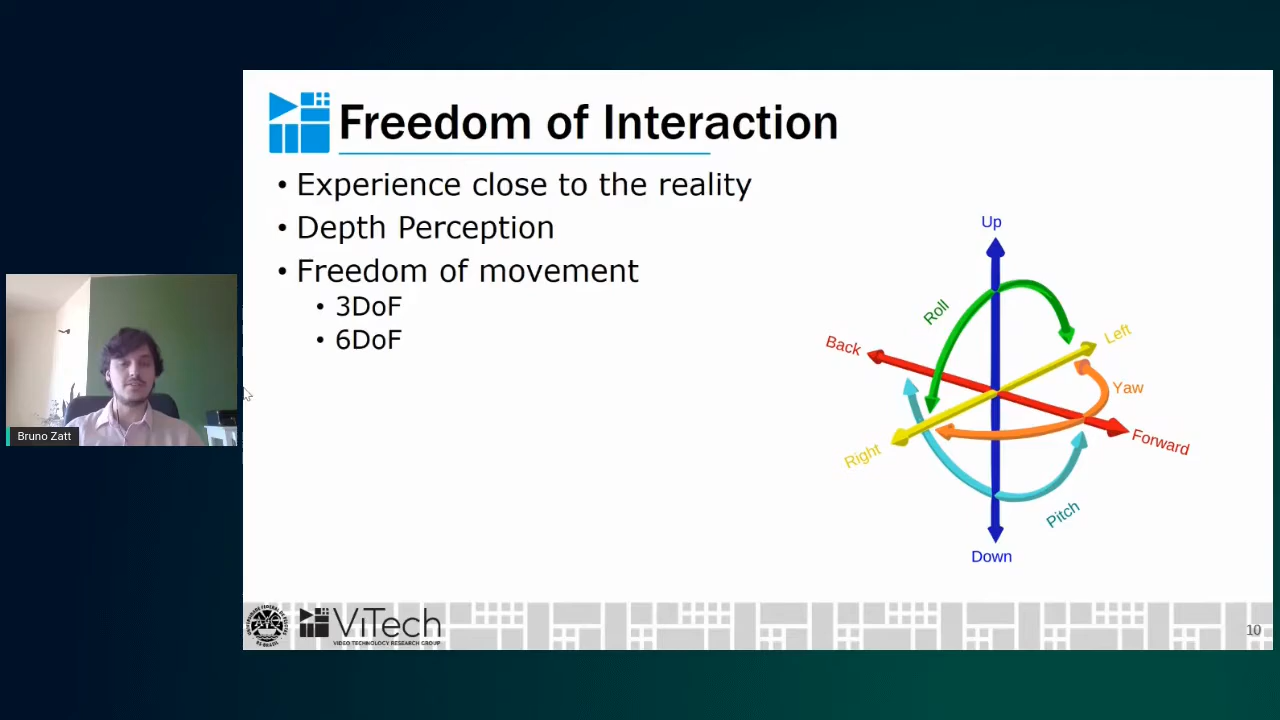 Freedom of Interaction
• Experience close to the reality
• Depth Perception
• Freedom of movement
• 3DoF
• 6DoF
Up
Roll
Left
Back
Yaw
Forward
Right
Pitch
Down
Bruno Zatt
ViTech
VIDEO TECHNOLOGY RESEARCH GROUP
10